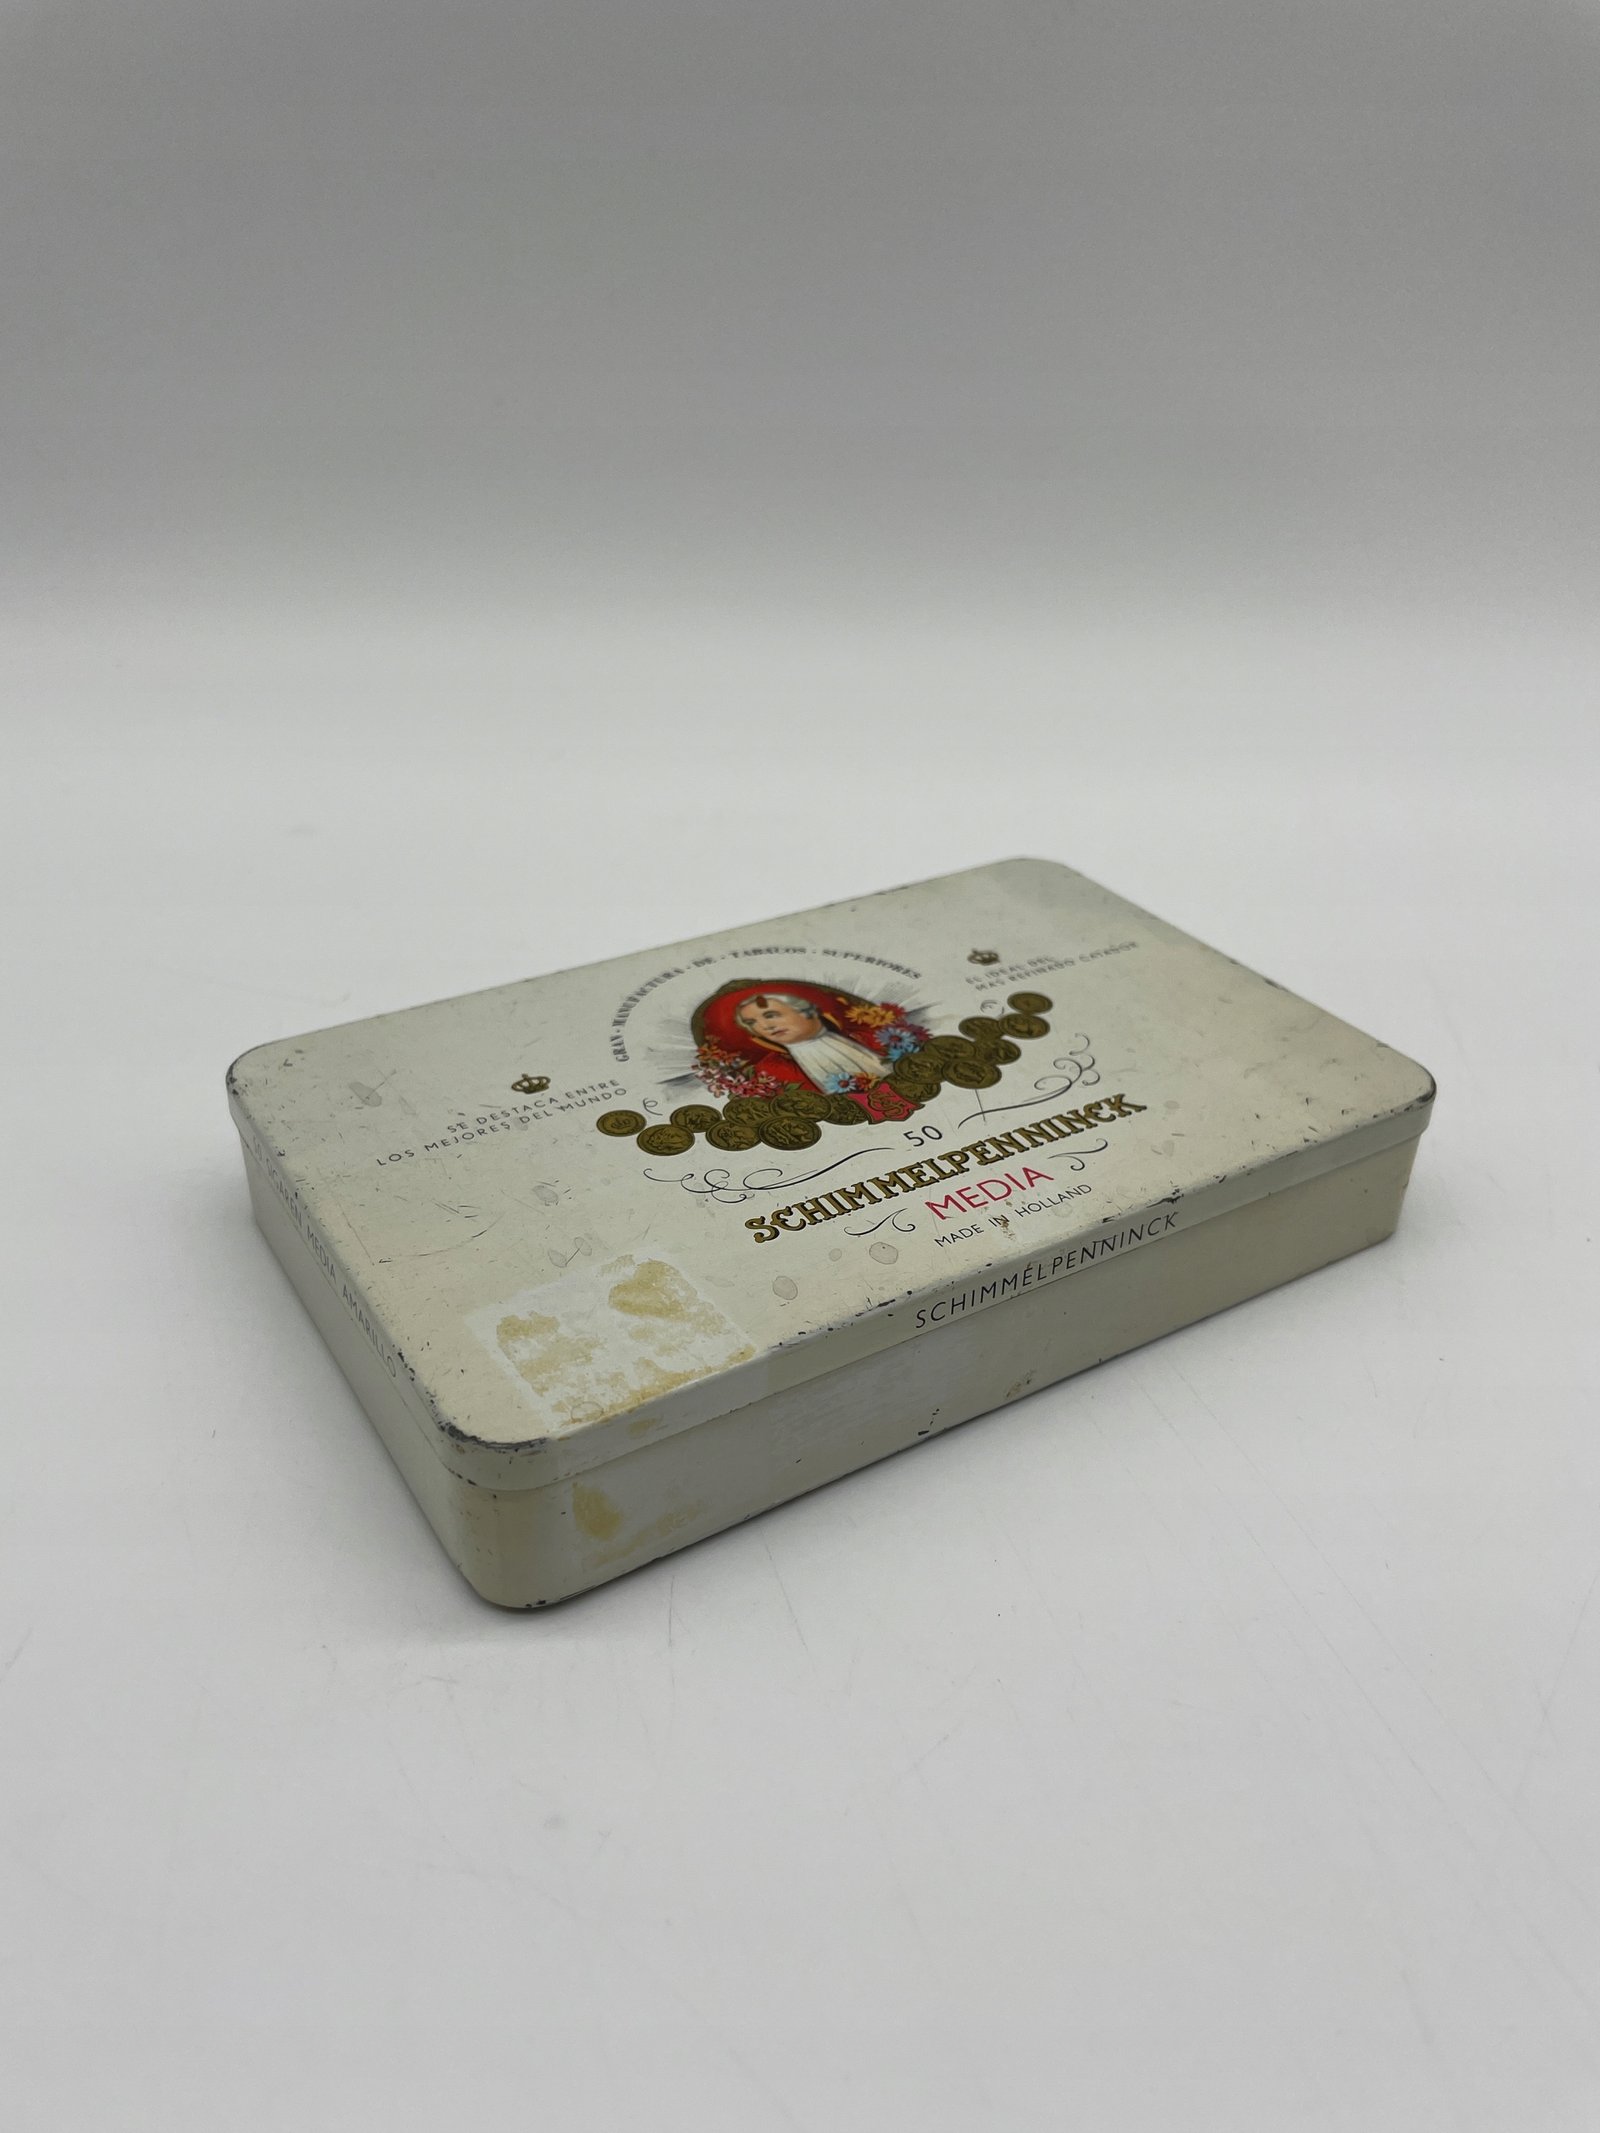 GRAN · MANUFACTURA · DE · TABACOS · SUPERIORES
SE DESTACA ENTRE
LOS MEJORES DEL MUNDO
EL IDEAL DEL
MAS REFINADO CATADOR
50
SCHIMMELPENNINCK
MEDIA
MADE IN HOLLAND
SCHIMMELPENNINCK
50 SIGAREN MEDIA AMARILLO